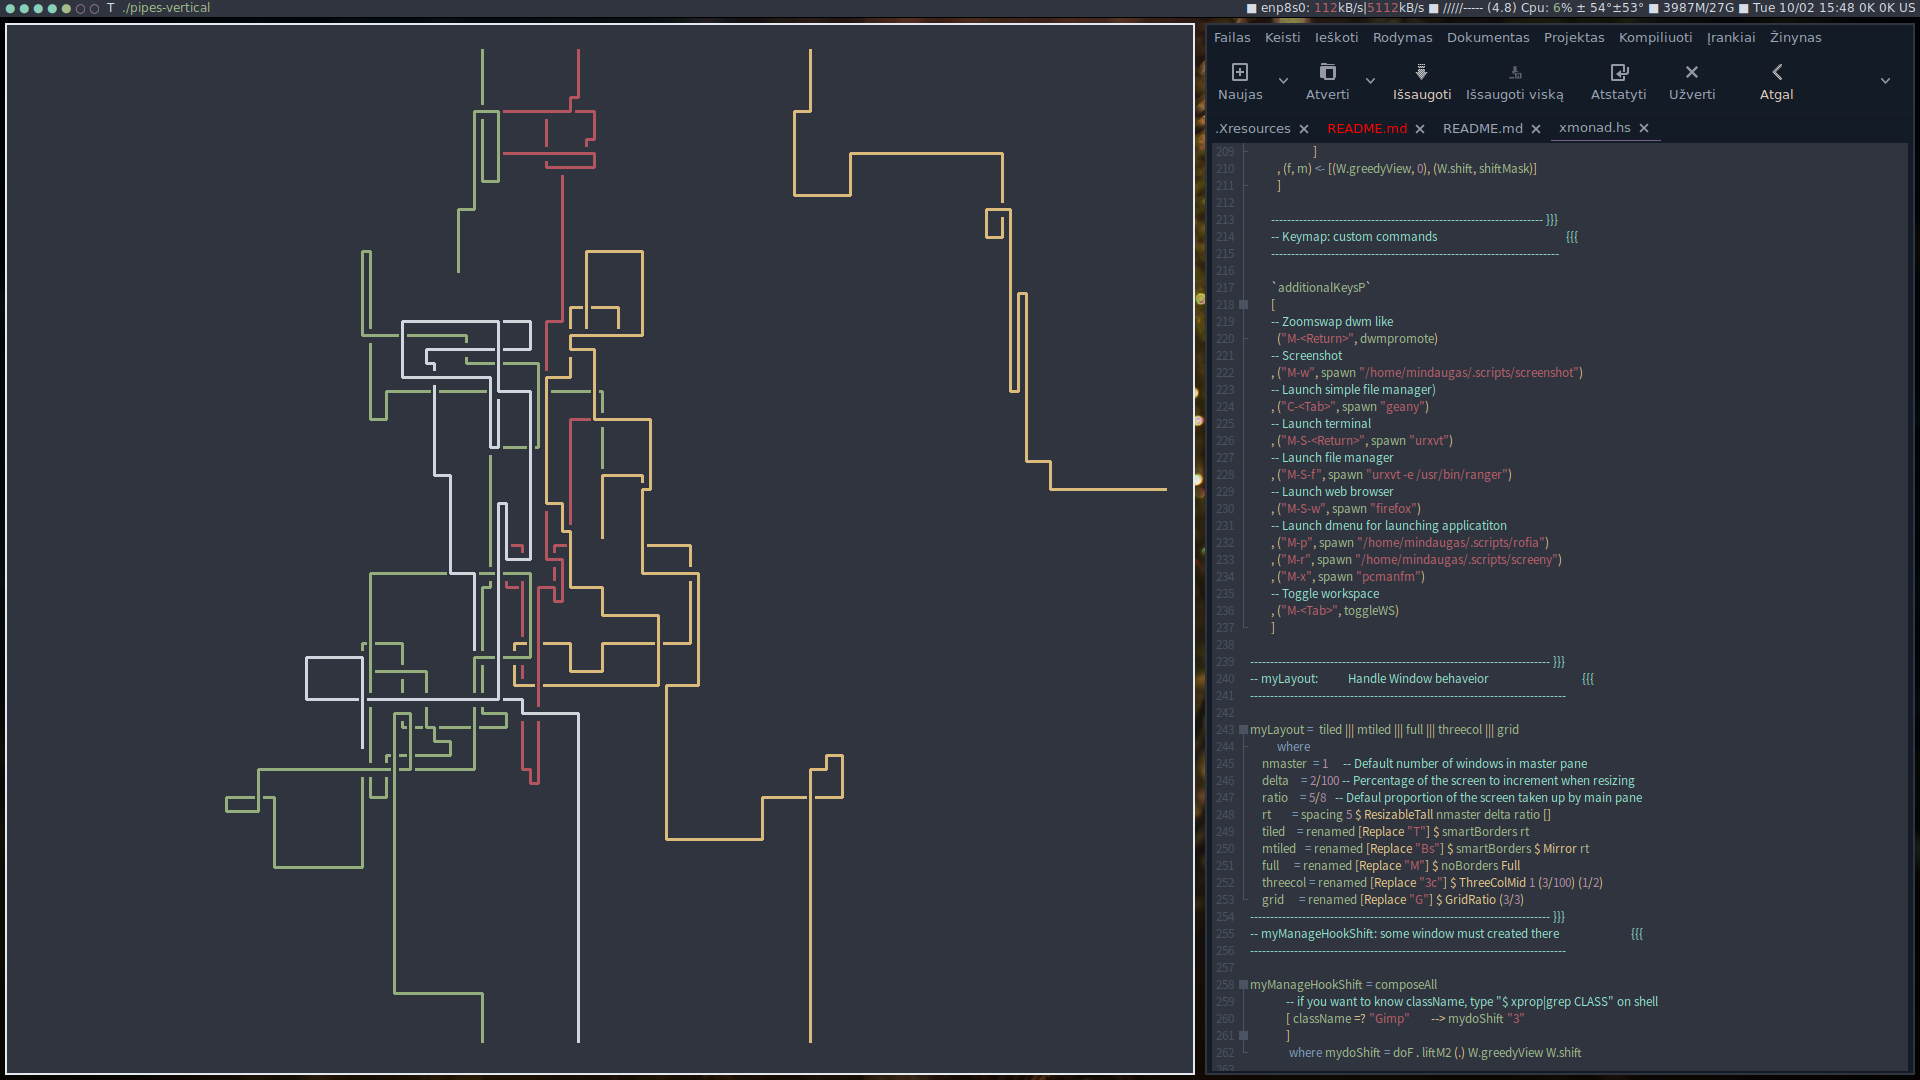 T ./pipes-vertical
enp8s0: 112kB/s|5112kB/s /////----- (4.8) Cpu: 6% ± 54°±53° 3987M/27G Tue 10/02 15:48 0K 0K US
Failas Keisti Ieškoti Rodymas Dokumentas Projektas Kompiliuoti Įrankiai Žinynas
Naujas Atverti Išsaugoti Išsaugoti viską Atstatyti Užverti Atgal
.Xresources README.md README.md xmonad.hs
209 ]
210 , (f, m) <- [(W.greedyView, 0), (W.shift, shiftMask)]
211 ]
212
213 ------------------------------------------------------------------- }}}
214 -- Keymap: custom commands {{{
215 -----------------------------------------------------------------------
216
217 `additionalKeysP`
218 [
219 -- Zoomswap dwm like
220 ("M-<Return>", dwmpromote)
221 -- Screenshot
222 , ("M-w", spawn "/home/mindaugas/.scripts/screenshot")
223 -- Launch simple file manager)
224 , ("C-<Tab>", spawn "geany")
225 -- Launch terminal
226 , ("M-S-<Return>", spawn "urxvt")
227 -- Launch file manager
228 , ("M-S-f", spawn "urxvt -e /usr/bin/ranger")
229 -- Launch web browser
230 , ("M-S-w", spawn "firefox")
231 -- Launch dmenu for launching applicatiton
232 , ("M-p", spawn "/home/mindaugas/.scripts/rofia")
233 , ("M-r", spawn "/home/mindaugas/.scripts/screeny")
234 , ("M-x", spawn "pcmanfm")
235 -- Toggle workspace
236 , ("M-<Tab>", toggleWS)
237 ]
238
239 -------------------------------------------------------------------------- }}}
240 -- myLayout: Handle Window behaveior {{{
241 ------------------------------------------------------------------------------
242
243 myLayout = tiled ||| mtiled ||| full ||| threecol ||| grid
244 where
245 nmaster = 1 -- Default number of windows in master pane
246 delta = 2/100 -- Percentage of the screen to increment when resizing
247 ratio = 5/8 -- Defaul proportion of the screen taken up by main pane
248 rt = spacing 5 $ ResizableTall nmaster delta ratio []
249 tiled = renamed [Replace "T"] $ smartBorders rt
250 mtiled = renamed [Replace "Bs"] $ smartBorders $ Mirror rt
251 full = renamed [Replace "M"] $ noBorders Full
252 threecol = renamed [Replace "3c"] $ ThreeColMid 1 (3/100) (1/2)
253 grid = renamed [Replace "G"] $ GridRatio (3/3)
254 -------------------------------------------------------------------------- }}}
255 -- myManageHookShift: some window must created there {{{
256 ------------------------------------------------------------------------------
257
258 myManageHookShift = composeAll
259 -- if you want to know className, type "$ xprop|grep CLASS" on shell
260 [ className =? "Gimp" --> mydoShift "3"
261 ]
262 where mydoShift = doF . liftM2 (.) W.greedyView W.shift
263